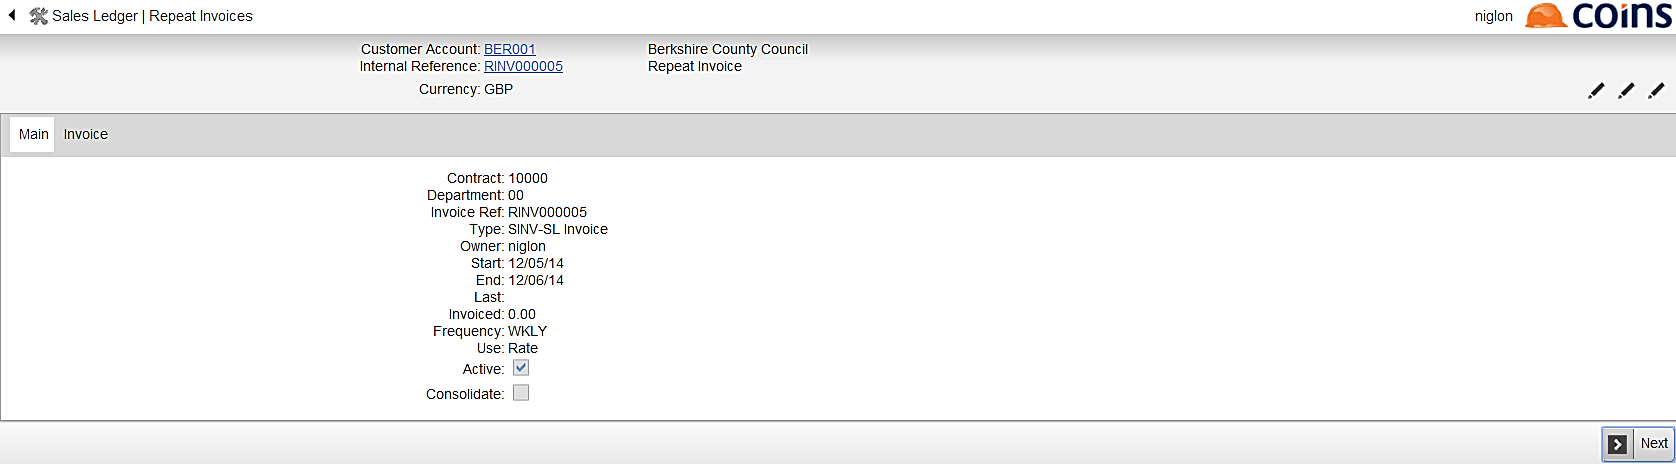 Sales Ledger | Repeat Invoices
niglon
coins
Customer Account: BER001 Berkshire County Council
Internal Reference: RINV000005 Repeat Invoice
Currency: GBP
Main Invoice
Contract: 10000
Department: 00
Invoice Ref: RINV000005
Type: SINV-SL Invoice
Owner: niglon
Start: 12/05/14
End: 12/06/14
Last:
Invoiced: 0.00
Frequency: WKLY
Use: Rate
Active:
Consolidate:
Next